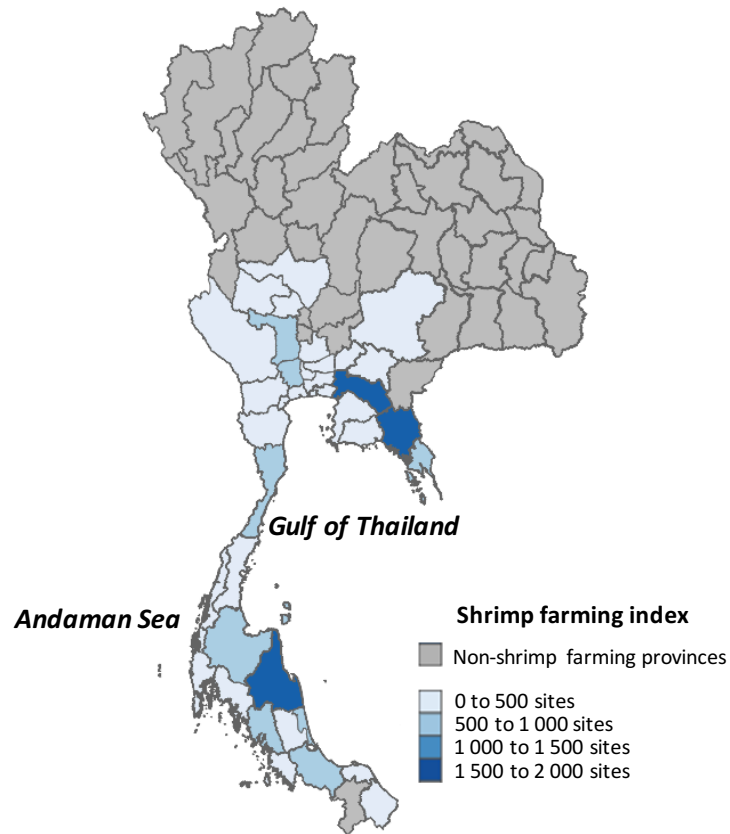 Gulf of Thailand
Andaman Sea
Shrimp farming index
Non-shrimp farming provinces
0 to 500 sites
500 to 1 000 sites
1 000 to 1 500 sites
1 500 to 2 000 sites